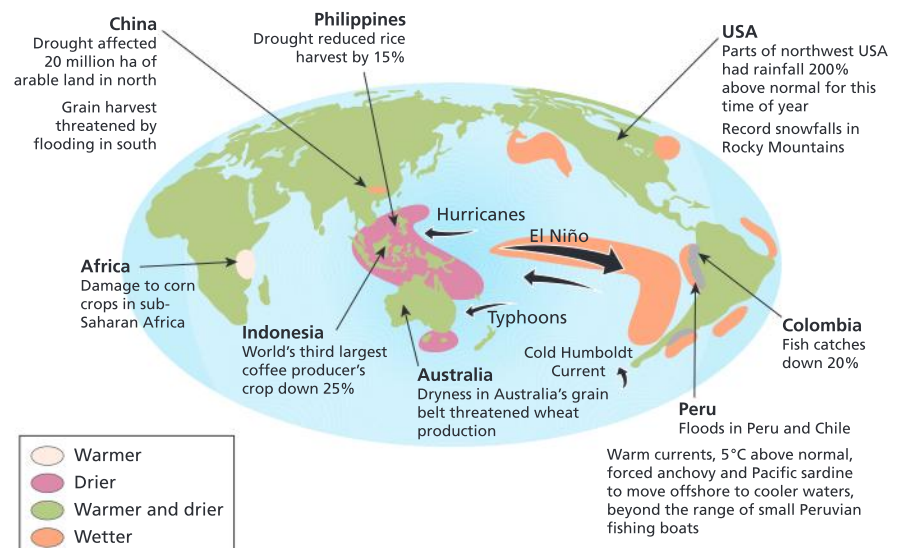 China
Drought affected
20 million ha of
arable land in north
Grain harvest
threatened by
flooding in south
Philippines
Drought reduced rice
harvest by 15%
USA
Parts of northwest USA
had rainfall 200%
above normal for this
time of year
Record snowfalls in
Rocky Mountains
Hurricanes
El Niño
Africa
Damage to corn
crops in sub-
Saharan Africa
Typhoons
Indonesia
World's third largest
coffee producer's
crop down 25%
Colombia
Fish catches
down 20%
Cold Humboldt
Current
Australia
Dryness in Australia's grain
belt threatened wheat
production
Peru
Floods in Peru and Chile
Warm currents, 5°C above normal,
forced anchovy and Pacific sardine
to move offshore to cooler waters,
beyond the range of small Peruvian
fishing boats
Warmer
Drier
Warmer and drier
Wetter